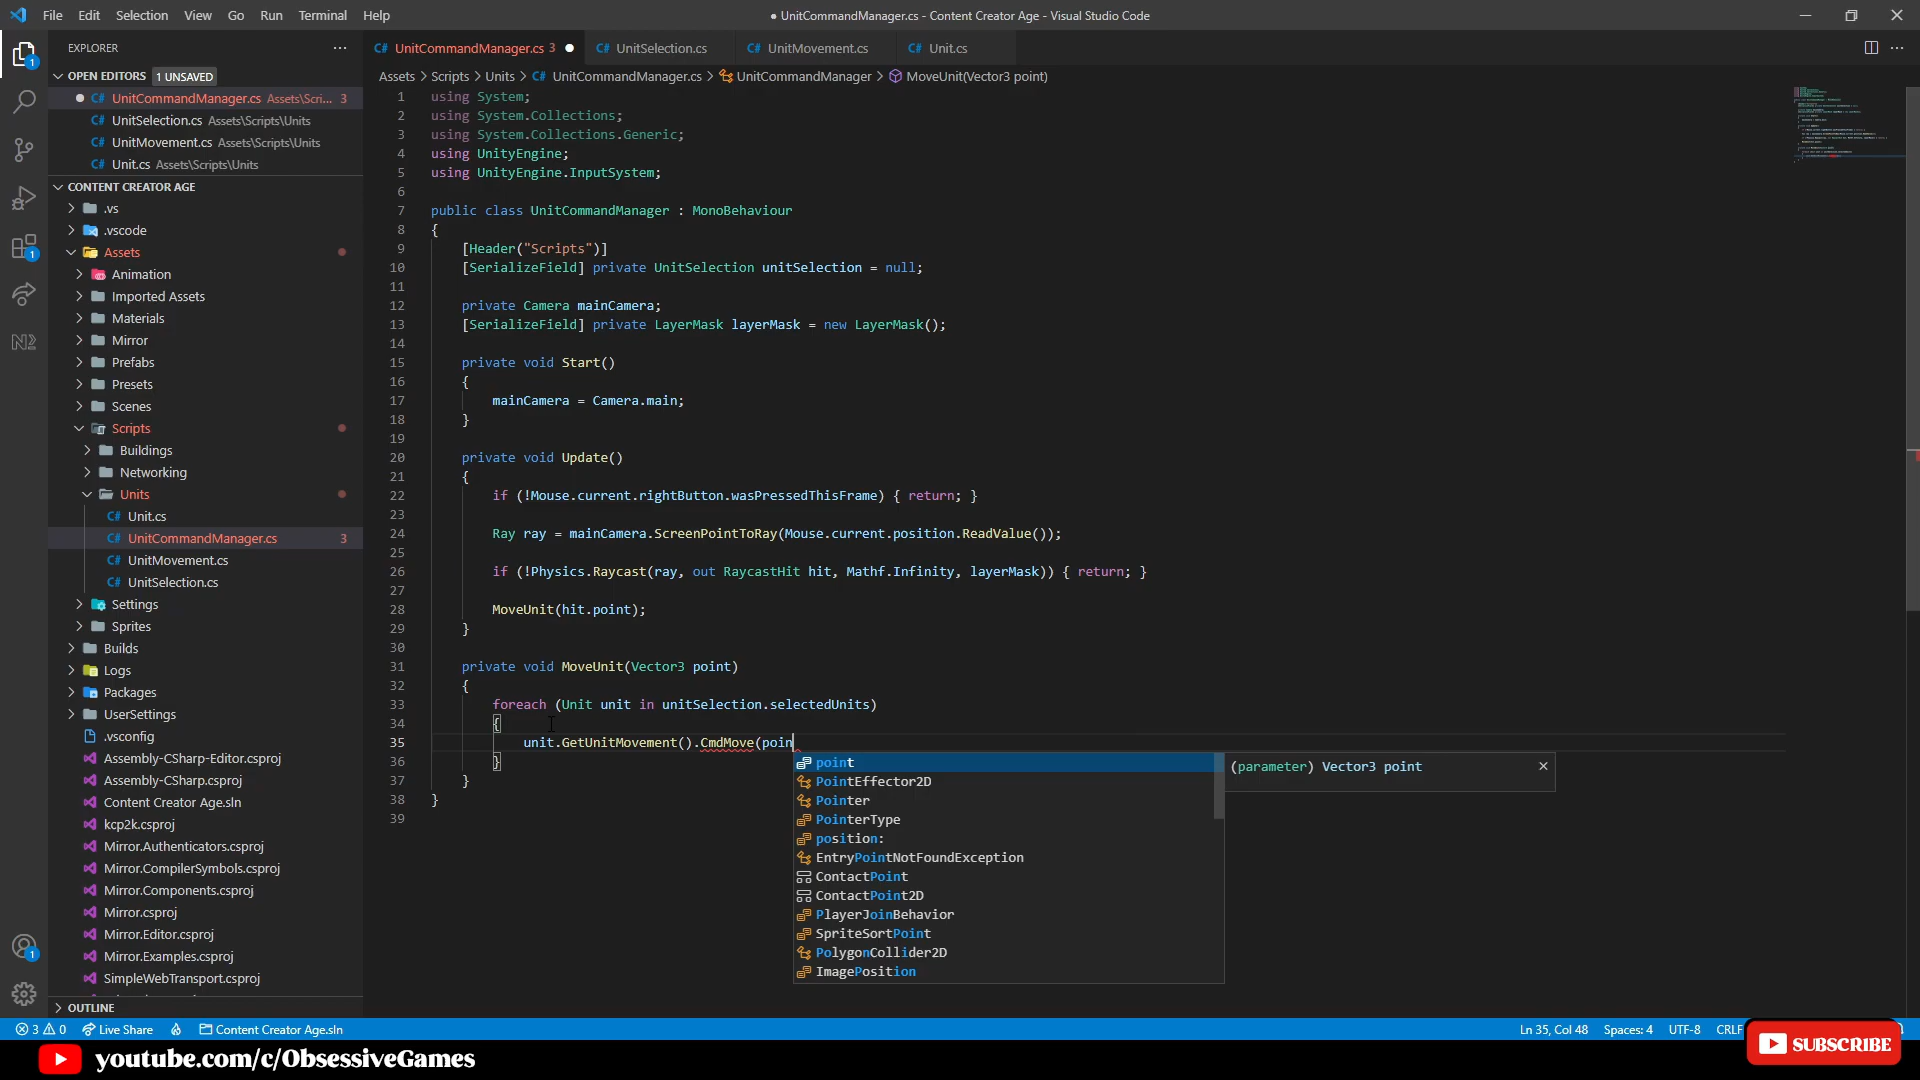 File Edit Selection View Go Run Terminal Help
● UnitCommandManager.cs - Content Creator Age - Visual Studio Code
EXPLORER
OPEN EDITORS 1 UNSAVED
C# UnitCommandManager.cs Assets\Scri... 3
C# UnitSelection.cs Assets\Scripts\Units
C# UnitMovement.cs Assets\Scripts\Units
C# Unit.cs Assets\Scripts\Units
CONTENT CREATOR AGE
.vs
.vscode
Assets
Animation
Imported Assets
Materials
Mirror
Prefabs
Presets
Scenes
Scripts
Buildings
Networking
Units
C# Unit.cs
C# UnitCommandManager.cs 3
C# UnitMovement.cs
C# UnitSelection.cs
Settings
Sprites
Builds
Logs
Packages
UserSettings
.vsconfig
Assembly-CSharp-Editor.csproj
Assembly-CSharp.csproj
Content Creator Age.sln
kcp2k.csproj
Mirror.Authenticators.csproj
Mirror.CompilerSymbols.csproj
Mirror.Components.csproj
Mirror.csproj
Mirror.Editor.csproj
Mirror.Examples.csproj
SimpleWebTransport.csproj
OUTLINE
C# UnitCommandManager.cs 3 C# UnitSelection.cs C# UnitMovement.cs C# Unit.cs
Assets > Scripts > Units > C# UnitCommandManager.cs > UnitCommandManager > MoveUnit(Vector3 point)
1 using System;
2 using System.Collections;
3 using System.Collections.Generic;
4 using UnityEngine;
5 using UnityEngine.InputSystem;
6
7 public class UnitCommandManager : MonoBehaviour
8 {
9 [Header("Scripts")]
10 [SerializeField] private UnitSelection unitSelection = null;
11
12 private Camera mainCamera;
13 [SerializeField] private LayerMask layerMask = new LayerMask();
14
15 private void Start()
16 {
17 mainCamera = Camera.main;
18 }
19
20 private void Update()
21 {
22 if (!Mouse.current.rightButton.wasPressedThisFrame) { return; }
23
24 Ray ray = mainCamera.ScreenPointToRay(Mouse.current.position.ReadValue());
25
26 if (!Physics.Raycast(ray, out RaycastHit hit, Mathf.Infinity, layerMask)) { return; }
27
28 MoveUnit(hit.point);
29 }
30
31 private void MoveUnit(Vector3 point)
32 {
33 foreach (Unit unit in unitSelection.selectedUnits)
34 {
35 unit.GetUnitMovement().CmdMove(poin
36 }
37 }
38 }
39
point
PointEffector2D
Pointer
PointerType
position:
EntryPointNotFoundException
ContactPoint
ContactPoint2D
PlayerJoinBehavior
SpriteSortPoint
PolygonCollider2D
ImagePosition
(parameter) Vector3 point
3 0 Live Share Content Creator Age.sln
Ln 35, Col 48 Spaces: 4 UTF-8 CRLF
youtube.com/c/ObsessiveGames
SUBSCRIBE